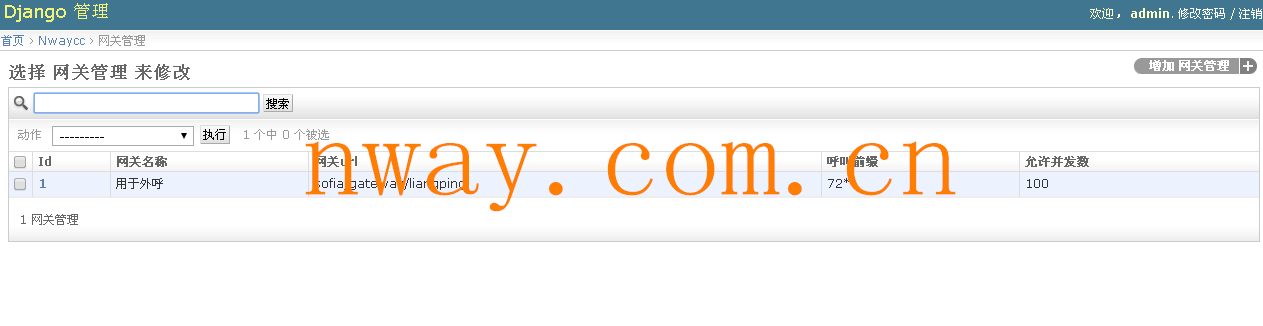 Django 管理
欢迎，admin. 修改密码 / 注销
首页 › Nwaycc › 网关管理
选择 网关管理 来修改
增加 网关管理 +
搜索
动作 --------- 执行 1 个中 0 个被选
Id 网关名称 网关url 呼叫前缀 允许并发数
1 用于外呼 sofia/gateway/liangping 72* 100
nway.com.cn
1 网关管理